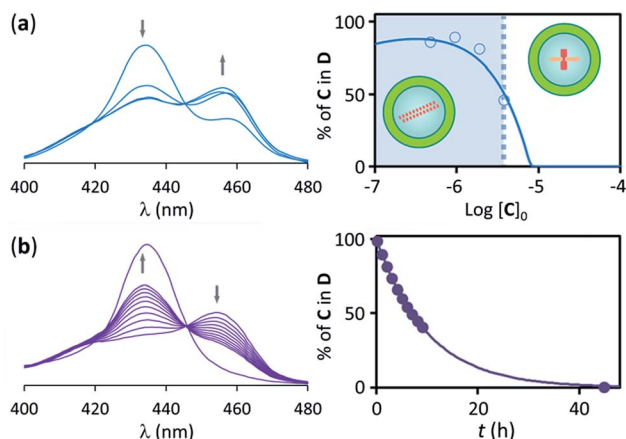 (a)
400 420 440 460 480
λ (nm)
% of C in D
100
50
0
-7 -6 -5 -4
Log [C]₀
(b)
400 420 440 460 480
λ (nm)
% of C in D
100
50
0
0 20 40
t (h)